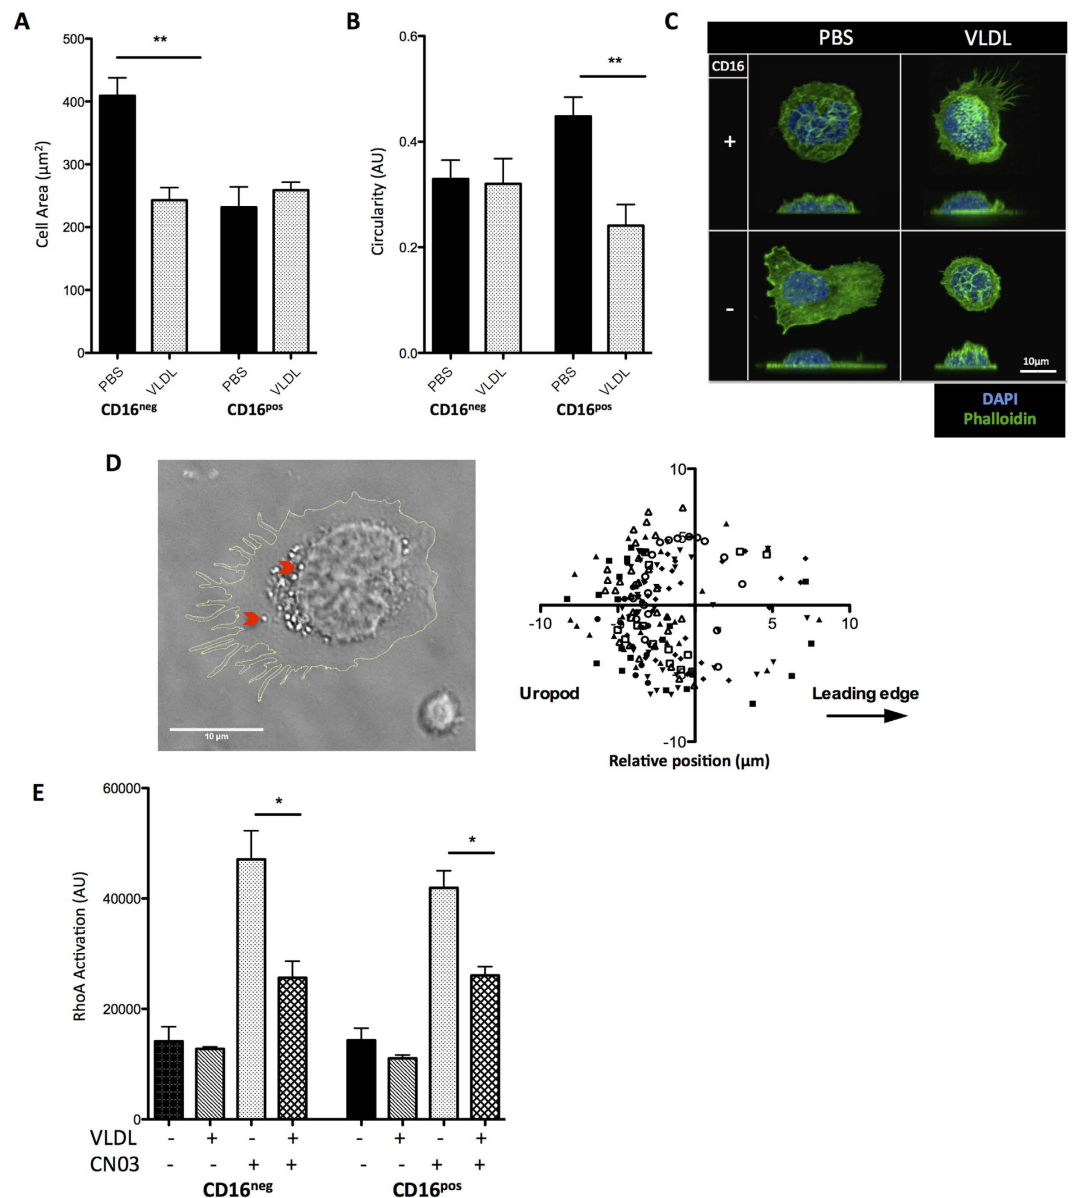 A
500
400
300
200
100
0
Cell Area (µm²)
**
PBS
VLDL
PBS
VLDL
CD16neg
CD16pos
B
0.6
0.4
0.2
0.0
Circularity (AU)
**
PBS
VLDL
PBS
VLDL
CD16neg
CD16pos
C
PBS
VLDL
CD16
+
-
10µm
DAPI
Phalloidin
D
10 µm
10
5
-10
-5
5
10
-10
Uropod
Leading edge
Relative position (µm)
E
60000
40000
20000
0
RhoA Activation (AU)
*
*
VLDL - + - + - + - +
CN03 - - + + - - + +
CD16neg
CD16pos